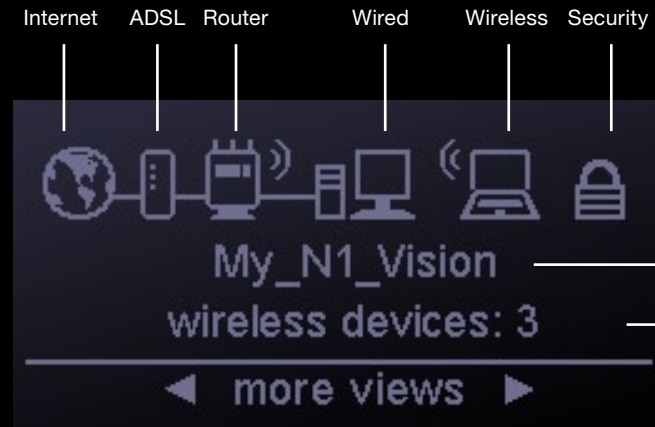 Internet ADSL Router Wired Wireless Security
My_N1_Vision
wireless devices: 3
◀ more views ▶